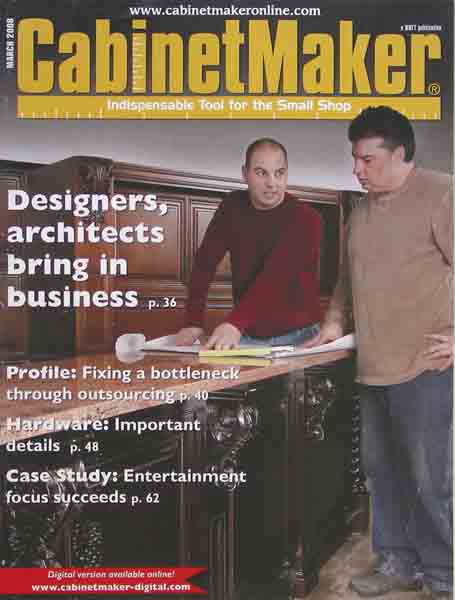 www.cabinetmakeronline.com
MARCH 2008
a WATT publication
CabinetMaker®
Indispensable Tool for the Small Shop
Designers,
architects
bring in
business p. 36
Profile: Fixing a bottleneck
through outsourcing p. 40
Hardware: Important
details p. 48
Case Study: Entertainment
focus succeeds p. 62
Digital version available online!
www.cabinetmaker-digital.com